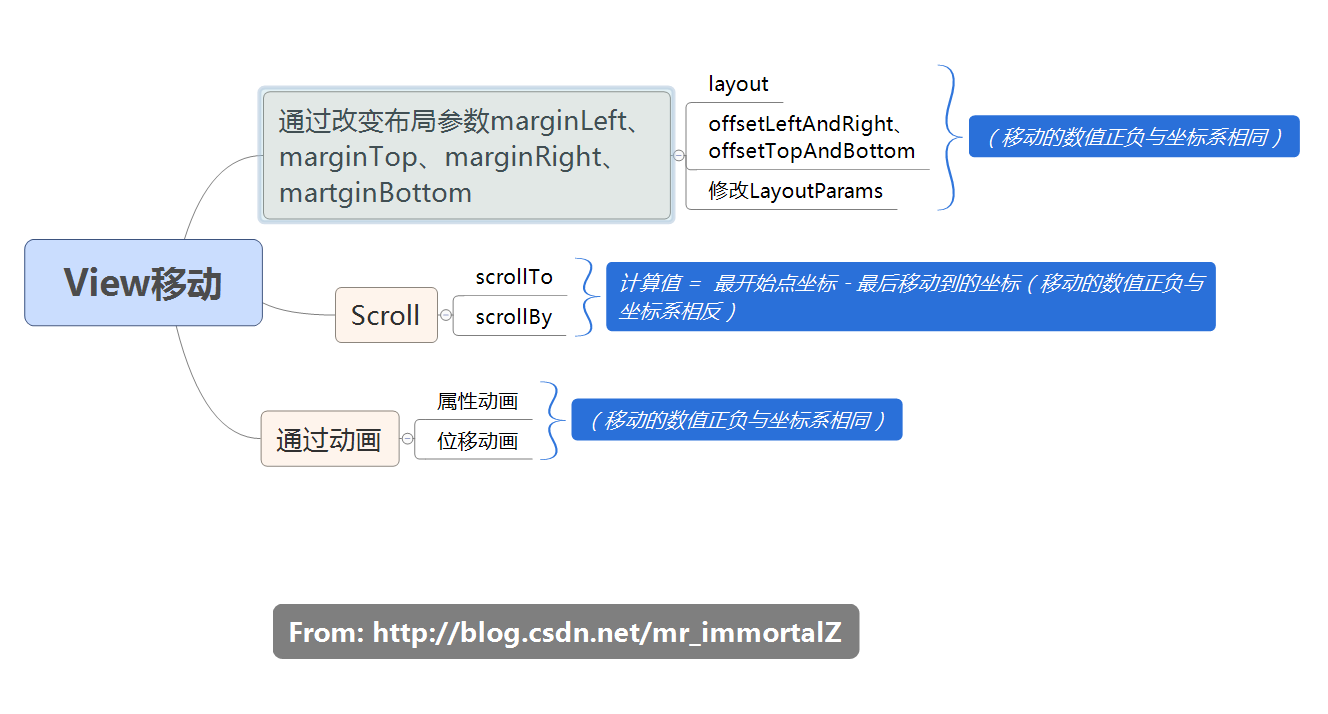 View移动
通过改变布局参数marginLeft、
marginTop、marginRight、
martginBottom
layout
offsetLeftAndRight、
offsetTopAndBottom
修改LayoutParams
（移动的数值正负与坐标系相同）
Scroll
scrollTo
scrollBy
计算值 = 最开始点坐标 - 最后移动到的坐标（移动的数值正负与
坐标系相反）
通过动画
属性动画
位移动画
（移动的数值正负与坐标系相同）
From: http://blog.csdn.net/mr_immortalZ